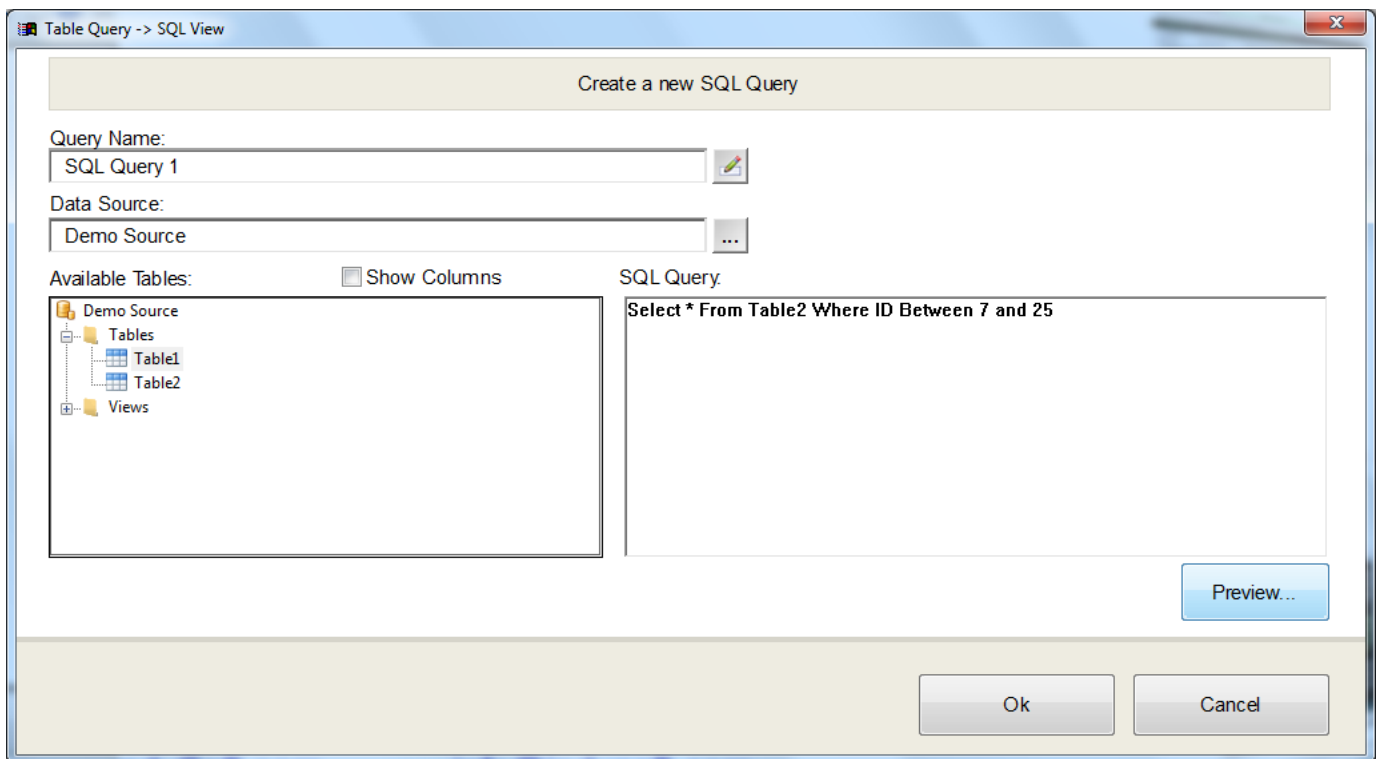 Table Query -> SQL View
Create a new SQL Query
Query Name:
SQL Query 1
Data Source:
Demo Source
...
Available Tables:
Show Columns
SQL Query:
Demo Source
Tables
Table1
Table2
Views
Select * From Table2 Where ID Between 7 and 25
Preview...
Ok
Cancel